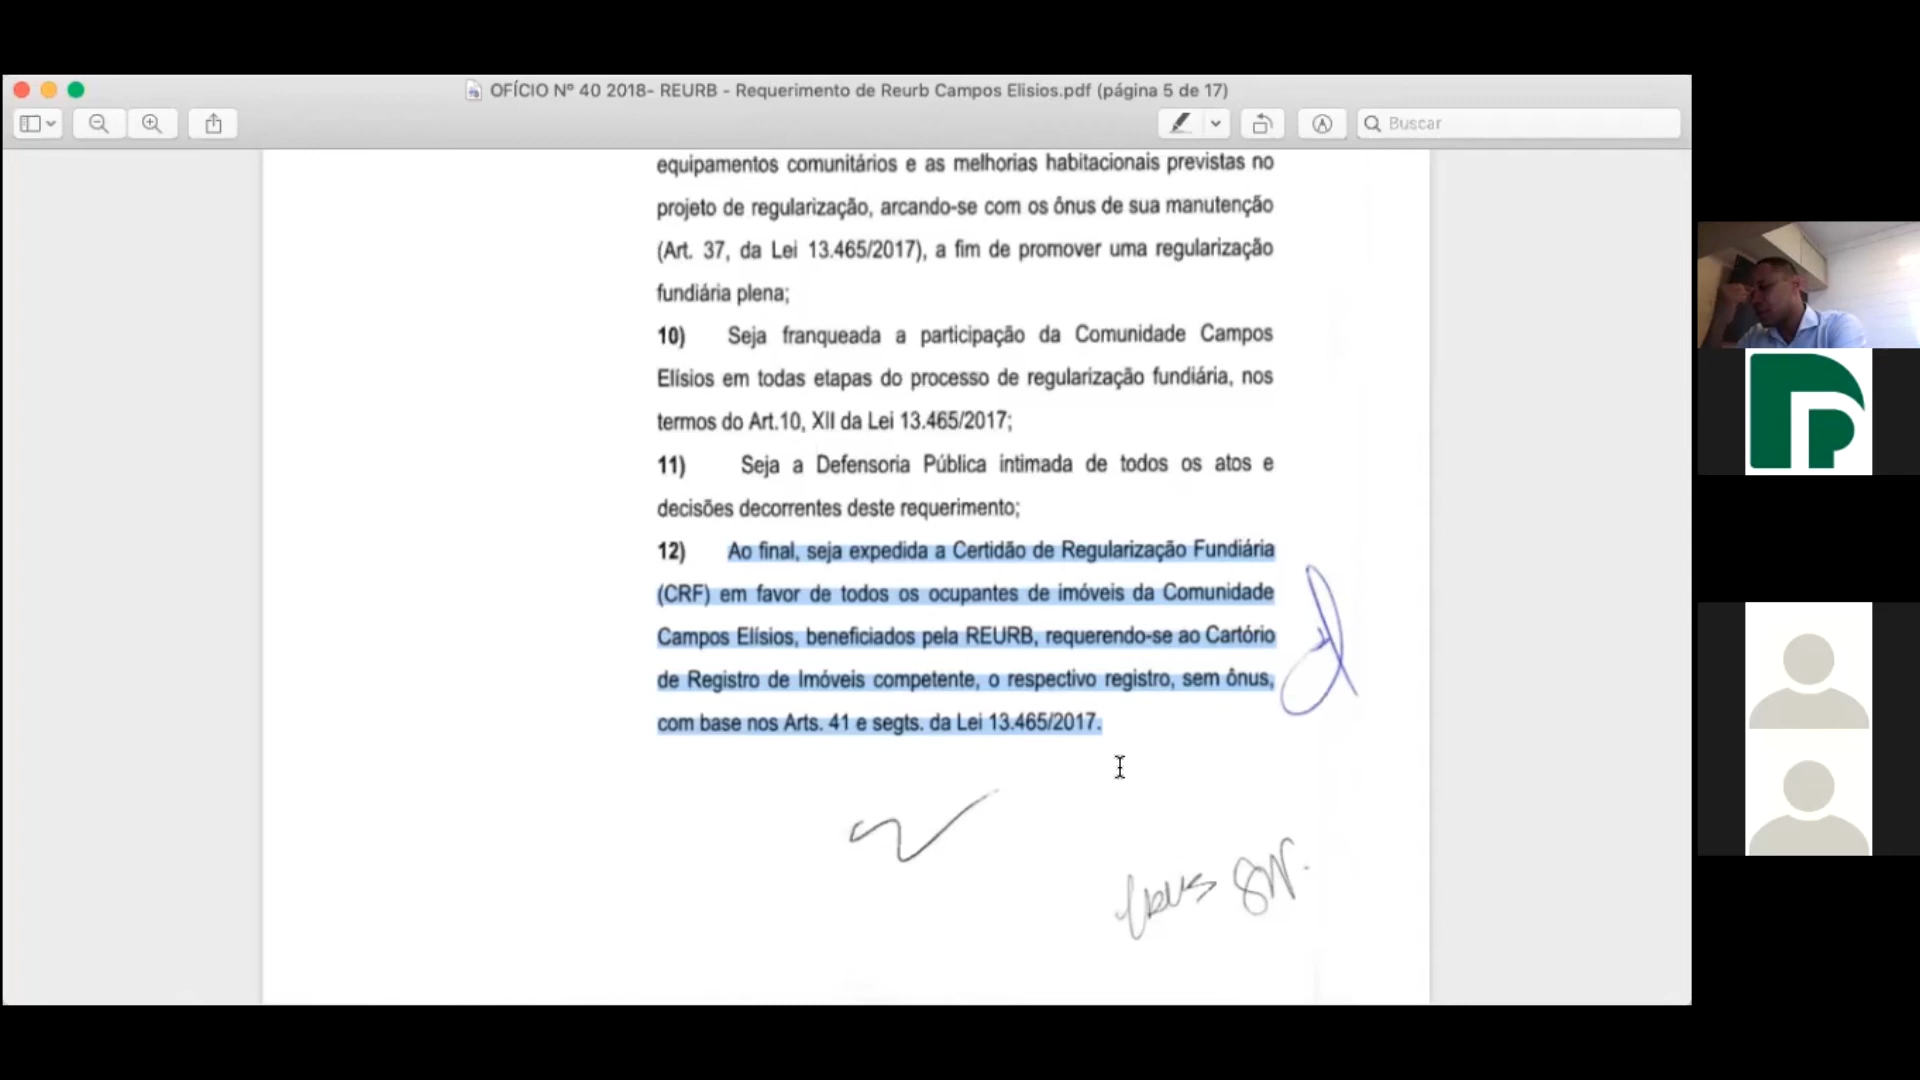 OFÍCIO Nº 40 2018- REURB - Requerimento de Reurb Campos Elisios.pdf (página 5 de 17)
Buscar
equipamentos comunitários e as melhorias habitacionais previstas no
projeto de regularização, arcando-se com os ônus de sua manutenção
(Art. 37, da Lei 13.465/2017), a fim de promover uma regularização
fundiária plena;
10) Seja franqueada a participação da Comunidade Campos
Elísios em todas etapas do processo de regularização fundiária, nos
termos do Art.10, XII da Lei 13.465/2017;
11) Seja a Defensoria Pública intimada de todos os atos e
decisões decorrentes deste requerimento;
12) Ao final, seja expedida a Certidão de Regularização Fundiária
(CRF) em favor de todos os ocupantes de imóveis da Comunidade
Campos Elísios, beneficiados pela REURB, requerendo-se ao Cartório
de Registro de Imóveis competente, o respectivo registro, sem ônus,
com base nos Arts. 41 e segts. da Lei 13.465/2017.